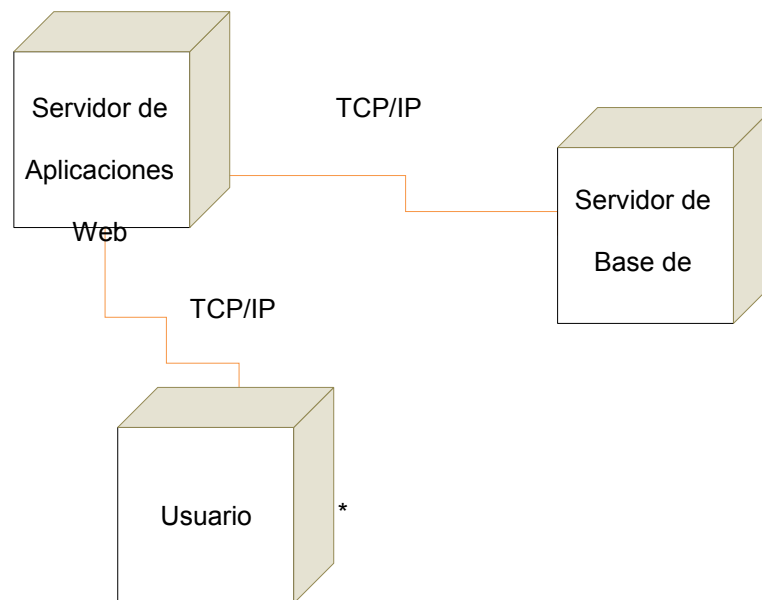 Servidor de
Aplicaciones
Web
TCP/IP
Servidor de
Base de
TCP/IP
Usuario
*